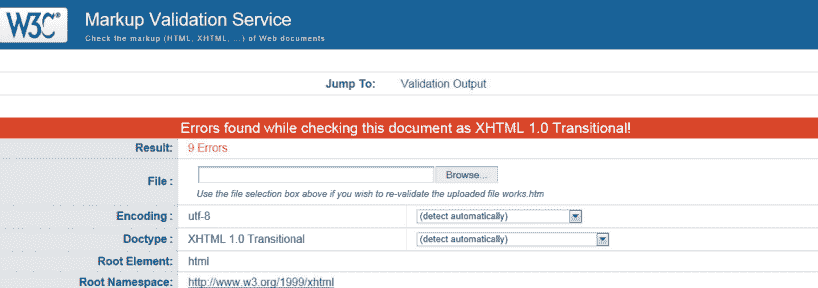 W3C Markup Validation Service
Check the markup (HTML, XHTML, ...) of Web documents
Jump To: Validation Output
Errors found while checking this document as XHTML 1.0 Transitional!
Result: 9 Errors
File : Browse...
Use the file selection box above if you wish to re-validate the uploaded file works.htm
Encoding : utf-8 (detect automatically)
Doctype : XHTML 1.0 Transitional (detect automatically)
Root Element: html
Root Namespace: http://www.w3.org/1999/xhtml